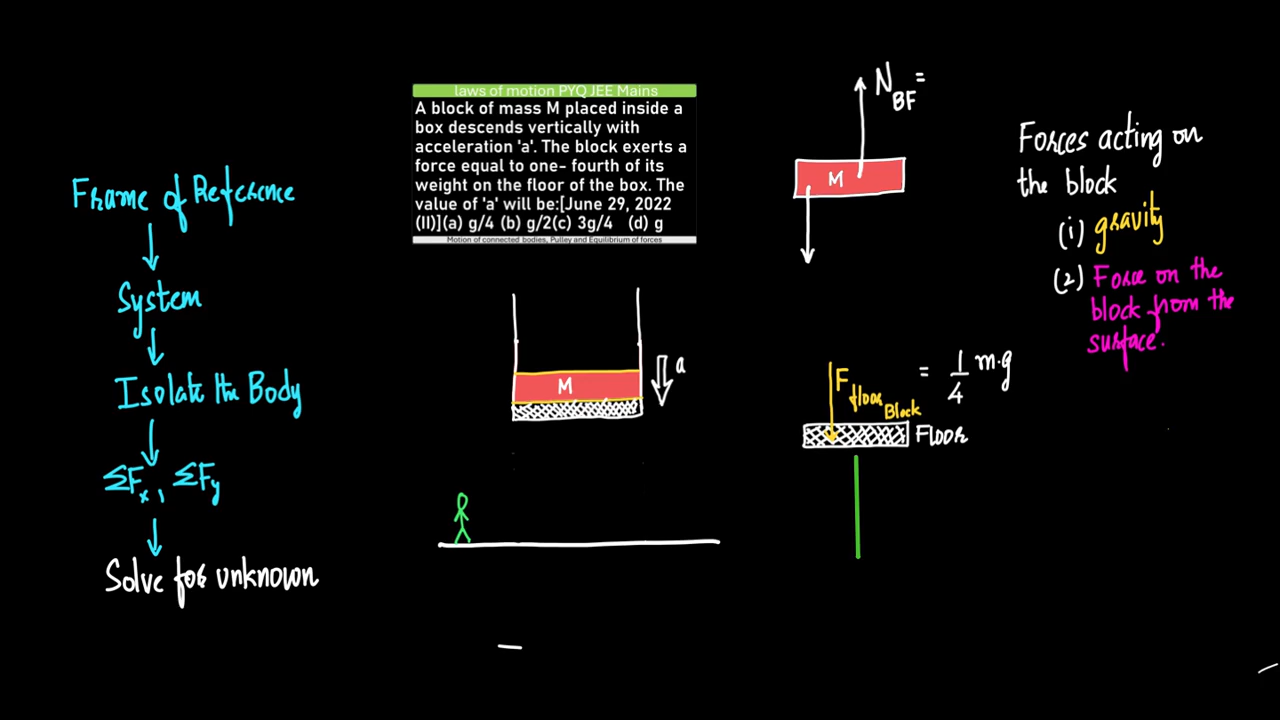 laws of motion PYQ JEE Mains
A block of mass M placed inside a
box descends vertically with
acceleration 'a'. The block exerts a
force equal to one- fourth of its
weight on the floor of the box. The
value of 'a' will be:[June 29, 2022
(II)](a) g/4 (b) g/2(c) 3g/4 (d) g
Motion of connected bodies, Pulley and Equilibrium of forces
Frame of Reference
↓
System
↓
Isolate the Body
↓
ΣFx, ΣFy
↓
Solve for unknown
M
a
N BF =
M
F floor Block = 1/4 m.g
Floor
Forces acting on
the block
(i) gravity
(2) Force on the
block from the
surface.